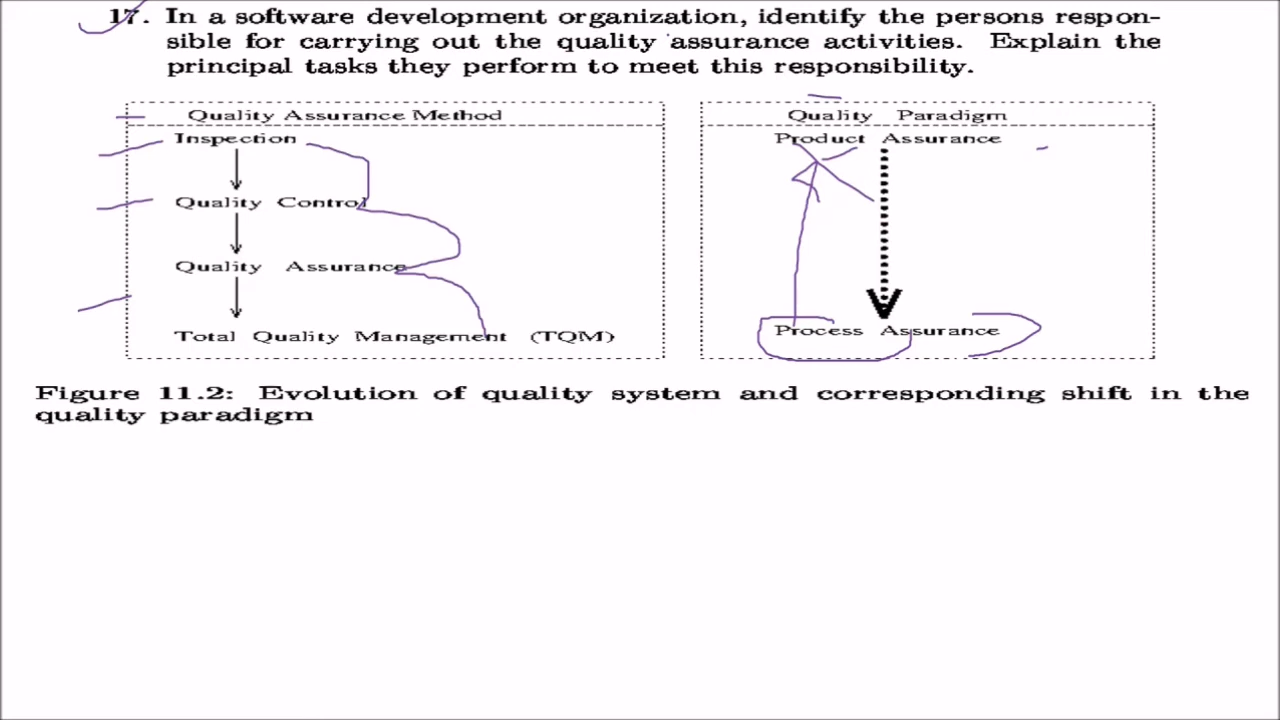 17. In a software development organization, identify the persons respon-
sible for carrying out the quality assurance activities. Explain the
principal tasks they perform to meet this responsibility.
Quality Assurance Method
Inspection
Quality Control
Quality Assurance
Total Quality Management (TQM)
Quality Paradigm
Product Assurance
Process Assurance
Figure 11.2: Evolution of quality system and corresponding shift in the
quality paradigm